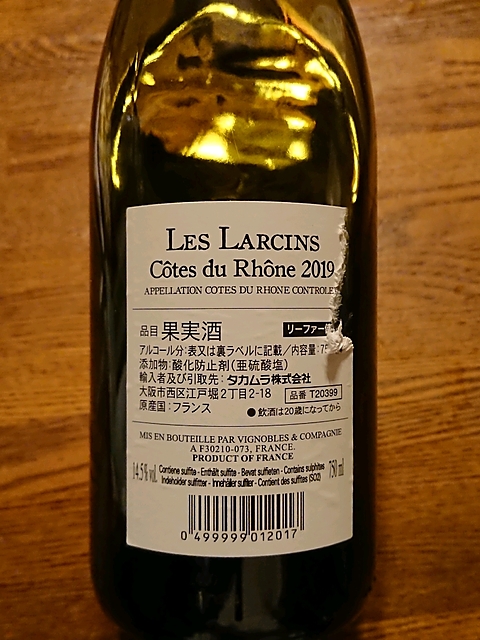 LES LARCINS
Côtes du Rhône 2019
APPELLATION COTES DU RHONE CONTROLE
品目 果実酒 リーファー
アルコール分:表又は裏ラベルに記載/内容量:75
添加物:酸化防止剤(亜硫酸塩)
輸入者及び引取先:タカムラ株式会社
大阪市西区江戸堀2丁目2-18 品番 T20399
原産国:フランス ●飲酒は20歳になってから
MIS EN BOUTEILLE PAR VIGNOBLES & COMPAGNIE
A F30210-073, FRANCE.
PRODUCT OF FRANCE
14.5% vol. Contiene sulfite - Enthält sulfite - Bevat sulfieten - Contains sulphites 750 ml
Indeholder sulfitter - Innehåller sulfiter - Contient des sulfites (SO2)
0 499999 012017